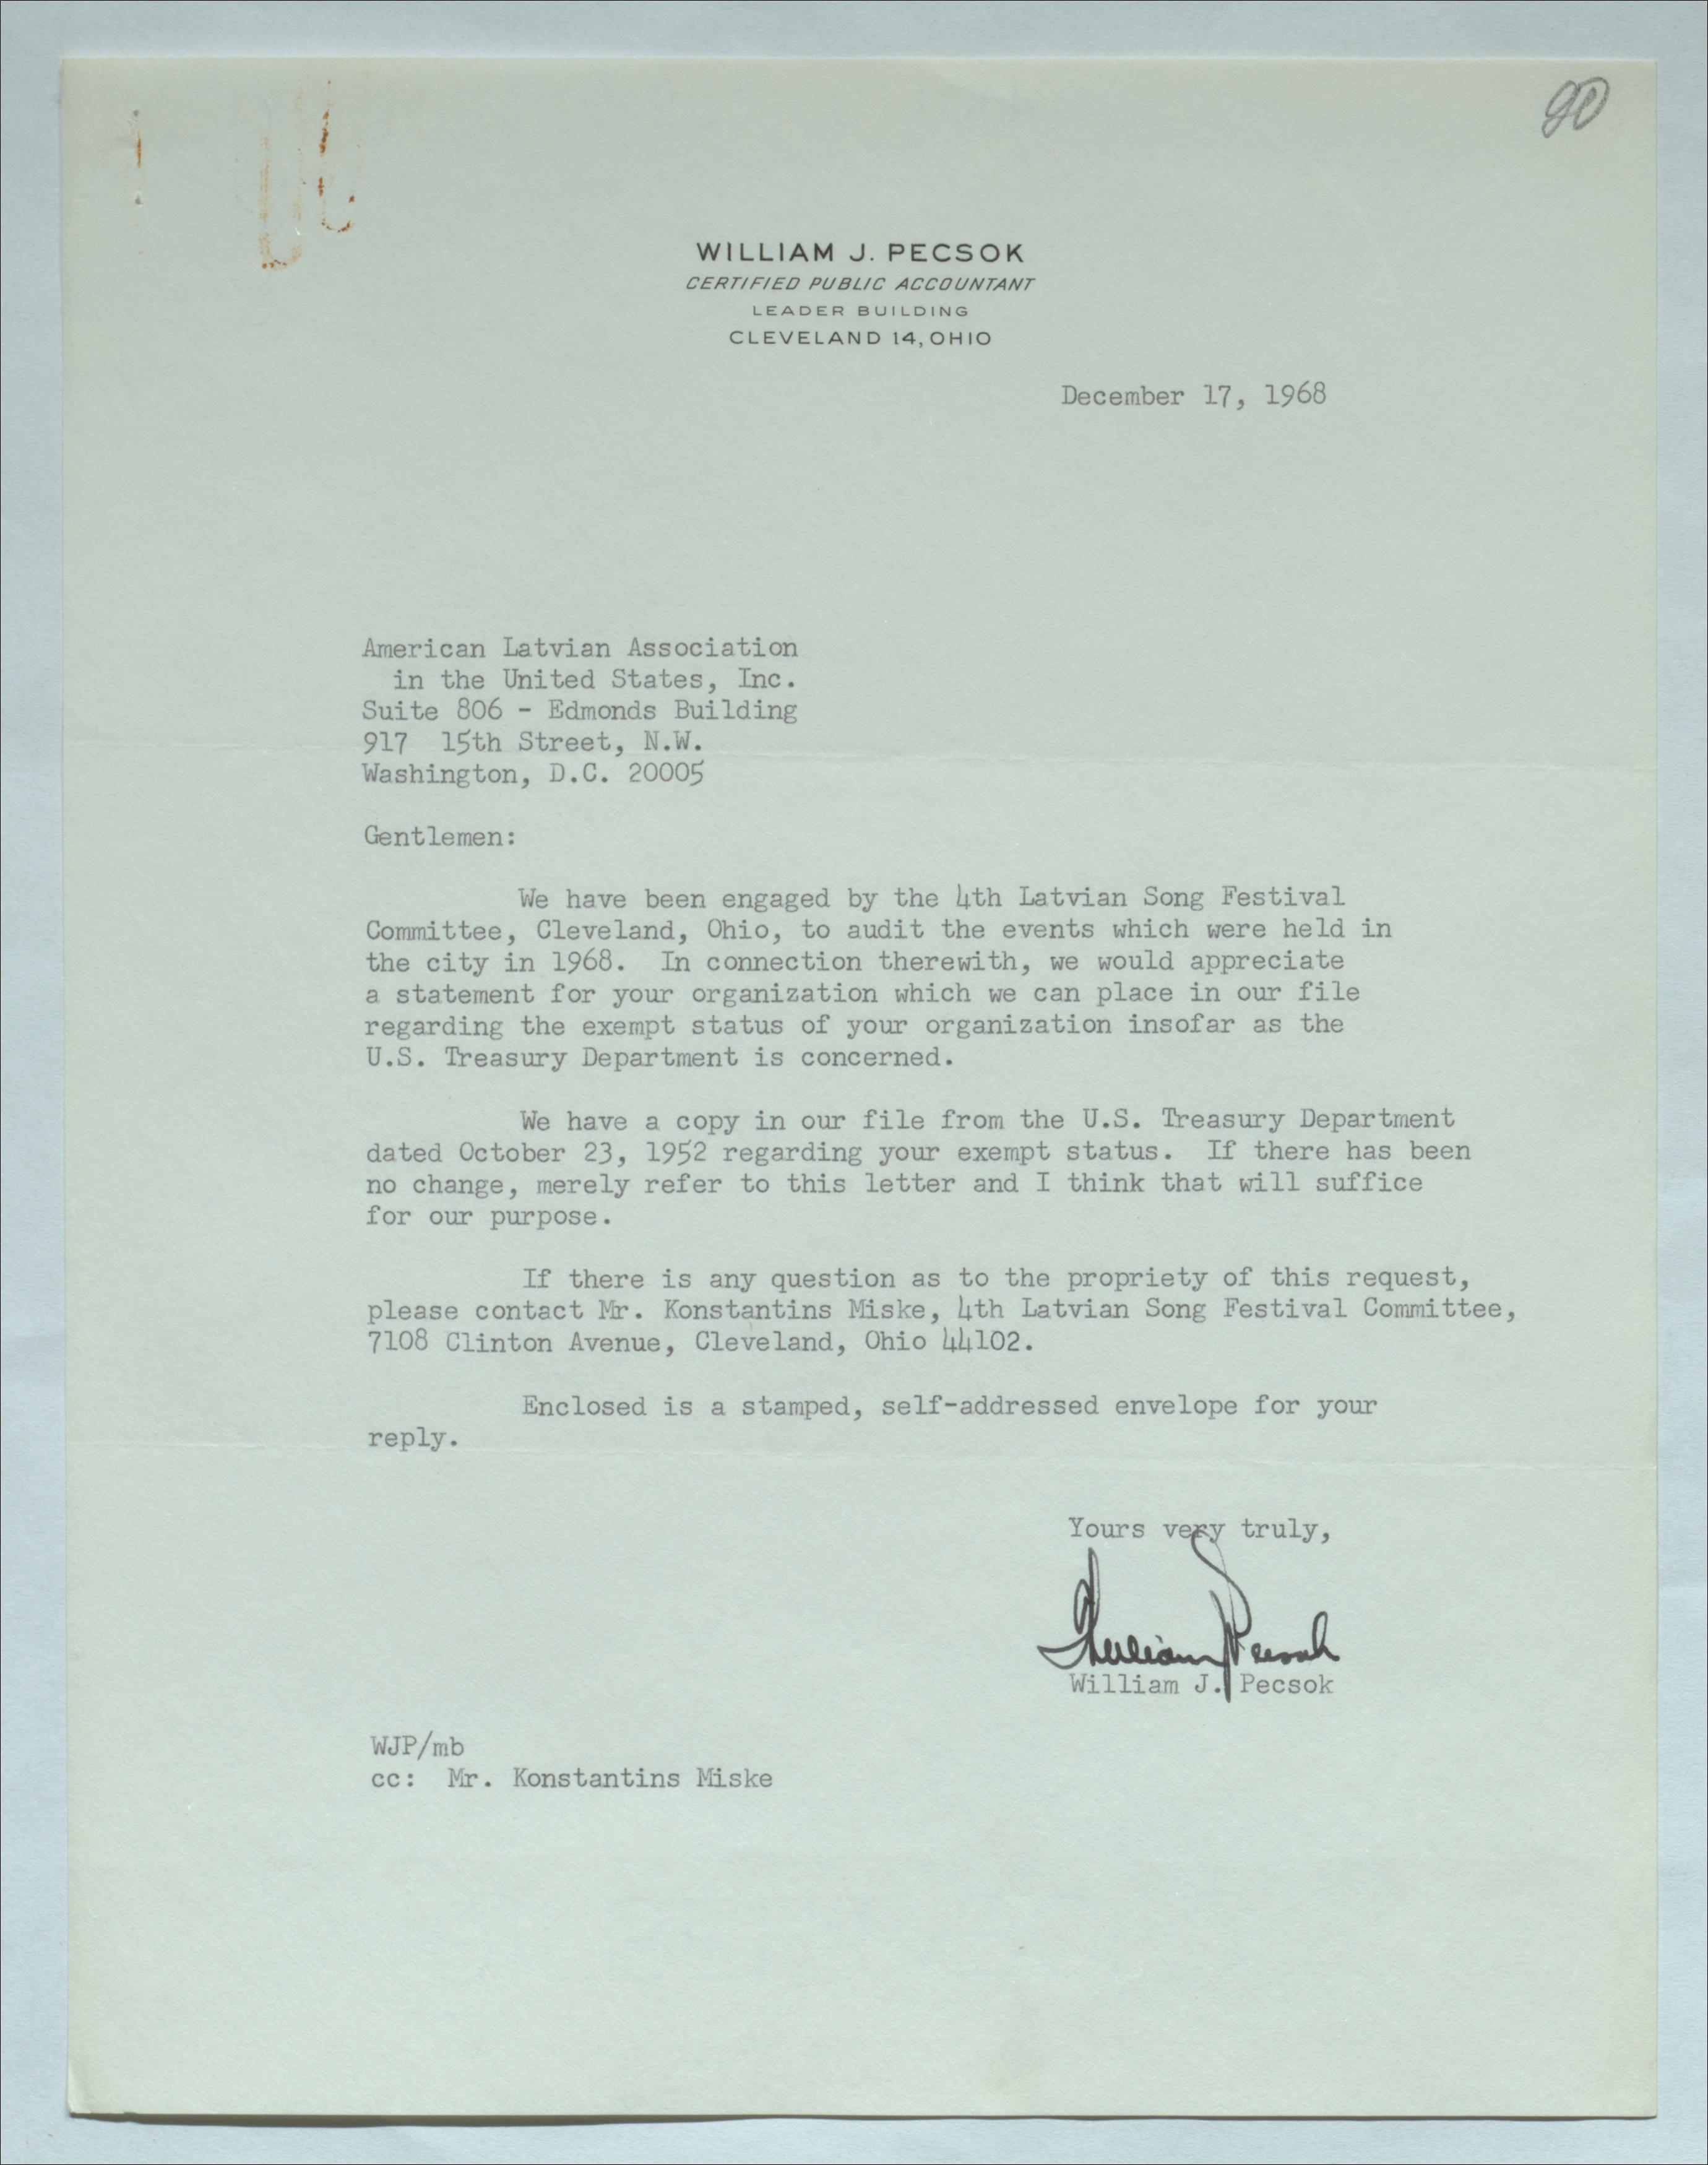 90
WILLIAM J. PECSOK
CERTIFIED PUBLIC ACCOUNTANT
LEADER BUILDING
CLEVELAND 14, OHIO
December 17, 1968
American Latvian Association
in the United States, Inc.
Suite 806 - Edmonds Building
917 15th Street, N.W.
Washington, D.C. 20005
Gentlemen:
We have been engaged by the 4th Latvian Song Festival
Committee, Cleveland, Ohio, to audit the events which were held in
the city in 1968. In connection therewith, we would appreciate
a statement for your organization which we can place in our file
regarding the exempt status of your organization insofar as the
U.S. Treasury Department is concerned.
We have a copy in our file from the U.S. Treasury Department
dated October 23, 1952 regarding your exempt status. If there has been
no change, merely refer to this letter and I think that will suffice
for our purpose.
If there is any question as to the propriety of this request,
please contact Mr. Konstantins Miske, 4th Latvian Song Festival Committee,
7108 Clinton Avenue, Cleveland, Ohio 44102.
Enclosed is a stamped, self-addressed envelope for your
reply.
Yours very truly,
William J Pecsok
William J. Pecsok
WJP/mb
cc: Mr. Konstantins Miske